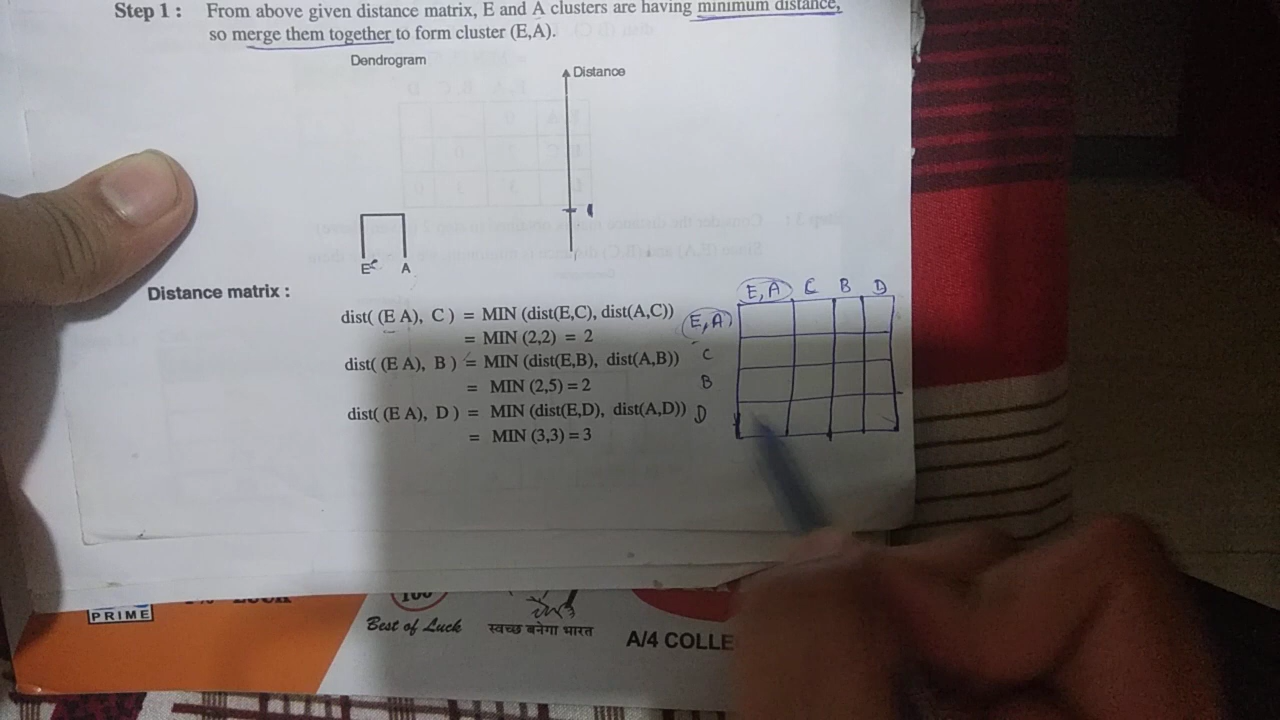 Step 1 : From above given distance matrix, E and A clusters are having minimum distance,
so merge them together to form cluster (E,A).
Dendrogram
Distance
E A
Distance matrix :
dist( (E A), C ) = MIN (dist(E,C), dist(A,C))
= MIN (2,2) = 2
dist( (E A), B ) = MIN (dist(E,B), dist(A,B))
= MIN (2,5) = 2
dist( (E A), D ) = MIN (dist(E,D), dist(A,D))
= MIN (3,3) = 3
E, A C B D
E, A
C
B
D
PRIME
Best of Luck
स्वच्छ बनेगा भारत
A/4 COLLE